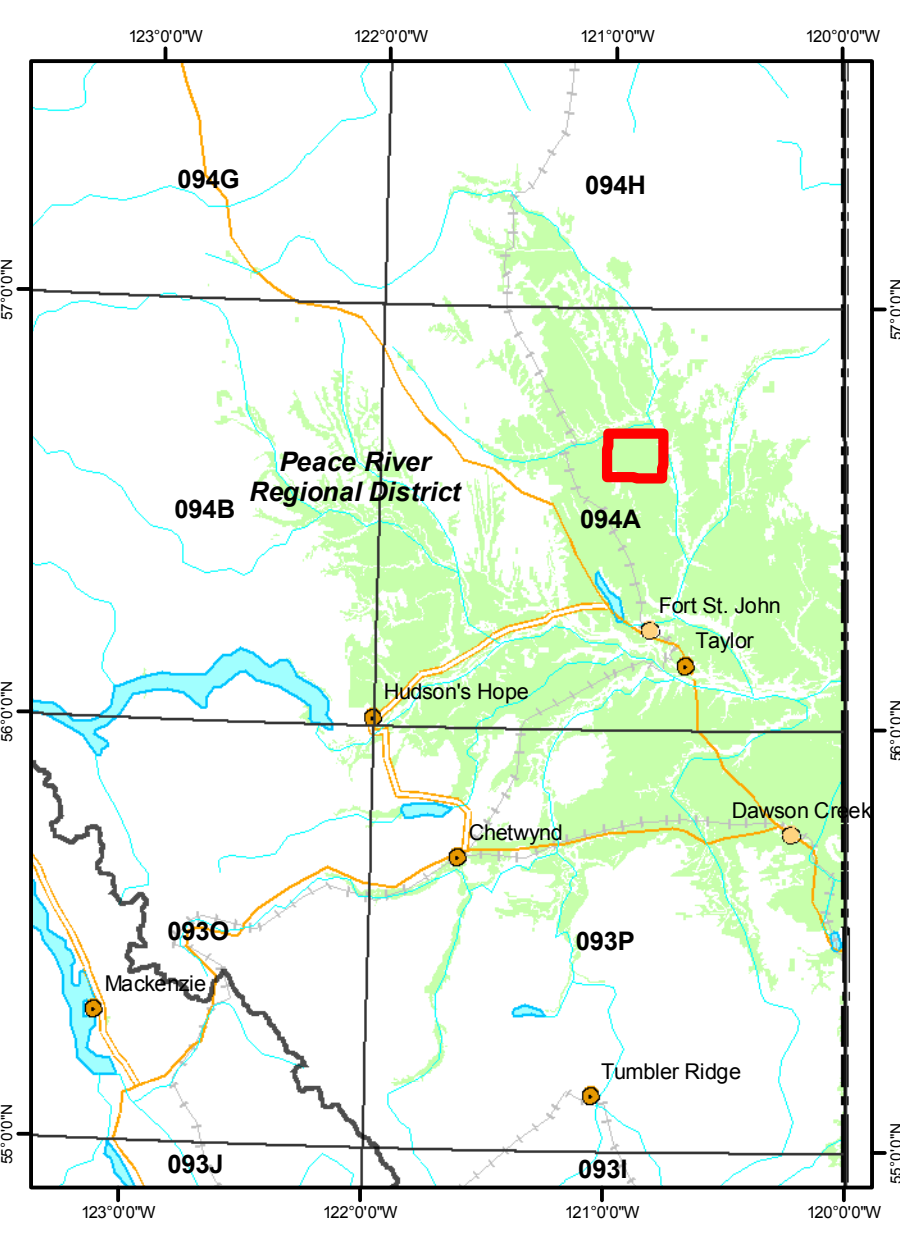 123°0'0"W
122°0'0"W
121°0'0"W
120°0'0"W
094G
094H
57°0'0"N
57°0'0"N
Peace River
Regional District
094B
094A
Fort St. John
Taylor
Hudson's Hope
56°0'0"N
56°0'0"N
Dawson Creek
Chetwynd
093O
093P
Mackenzie
Tumbler Ridge
55°0'0"N
55°0'0"N
093J
093I
123°0'0"W
122°0'0"W
121°0'0"W
120°0'0"W